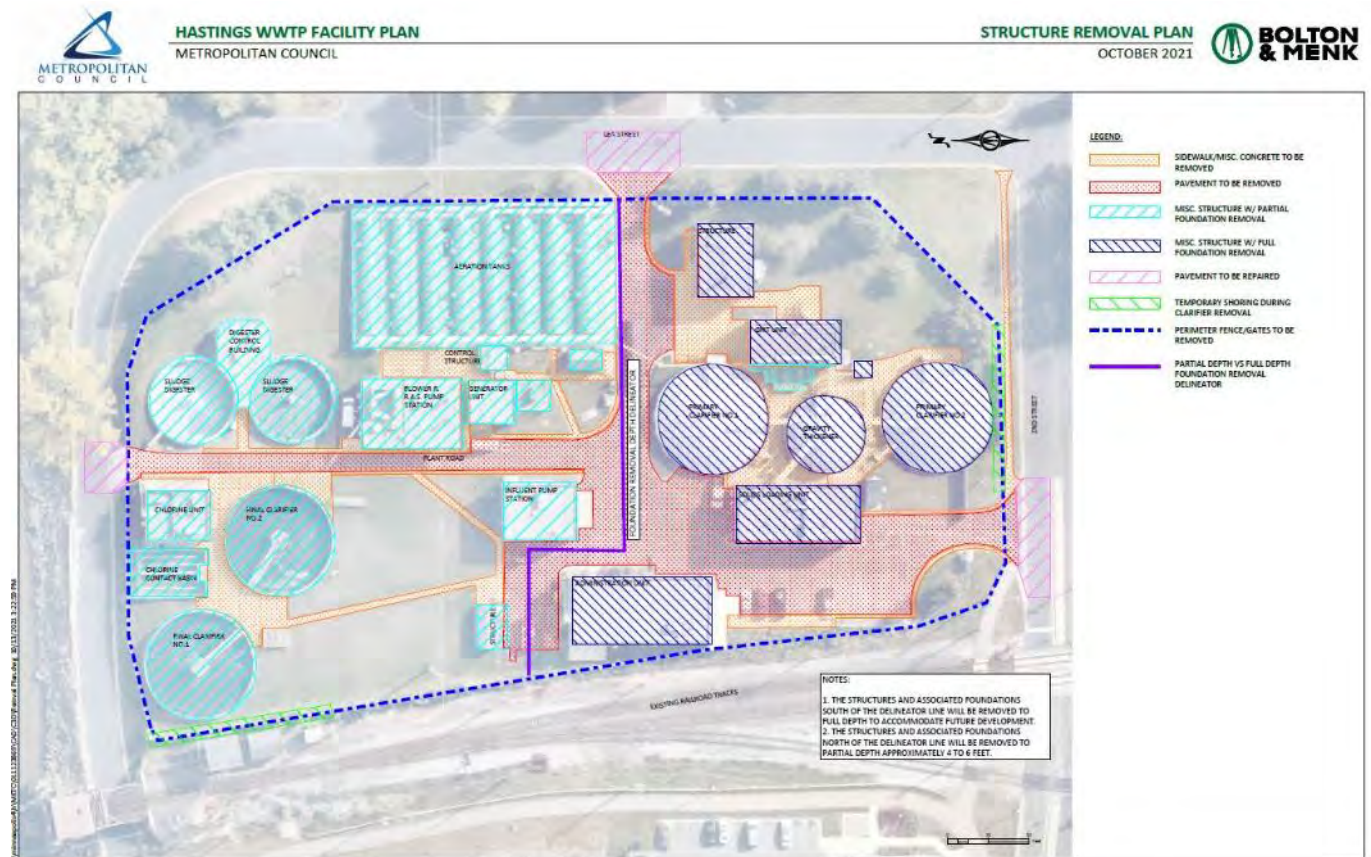 METROPOLITAN
COUNCIL
HASTINGS WWTP FACILITY PLAN
METROPOLITAN COUNCIL
STRUCTURE REMOVAL PLAN
OCTOBER 2021
BOLTON
& MENK
LEA STREET
STRUCTURE
AERATION TANKS
GRIT UNIT
DIGESTER
CONTROL
BUILDING
CONTROL
STRUCTURE
SLUDGE
DIGESTER
SLUDGE
DIGESTER
BLOWER R.
R.A.S. PUMP
STATION
GENERATOR
UNIT
FOUNDATION REMOVAL DEPTH DELINEATOR
PRIMARY
CLARIFIER NO.1
GRAVITY
THICKENER
PRIMARY
CLARIFIER NO.2
2ND STREET
PLANT ROAD
INFLUENT PUMP
STATION
SOLIDS LOADING UNIT
CHLORINE UNIT
FINAL CLARIFIER
NO.2
CHLORINE
CONTACT BASIN
ADMINISTRATION UNIT
STRUCTURE
FINAL CLARIFIER
NO.1
EXISTING RAILROAD TRACKS
NOTES:
1. THE STRUCTURES AND ASSOCIATED FOUNDATIONS
SOUTH OF THE DELINEATOR LINE WILL BE REMOVED TO
FULL DEPTH TO ACCOMMODATE FUTURE DEVELOPMENT.
2. THE STRUCTURES AND ASSOCIATED FOUNDATIONS
NORTH OF THE DELINEATOR LINE WILL BE REMOVED TO
PARTIAL DEPTH APPROXIMATELY 4 TO 6 FEET.
LEGEND:
SIDEWALK/MISC. CONCRETE TO BE
REMOVED
PAVEMENT TO BE REMOVED
MISC. STRUCTURE W/ PARTIAL
FOUNDATION REMOVAL
MISC. STRUCTURE W/ FULL
FOUNDATION REMOVAL
PAVEMENT TO BE REPAIRED
TEMPORARY SHORING DURING
CLARIFIER REMOVAL
PERIMETER FENCE/GATES TO BE
REMOVED
PARTIAL DEPTH VS FULL DEPTH
FOUNDATION REMOVAL
DELINEATOR